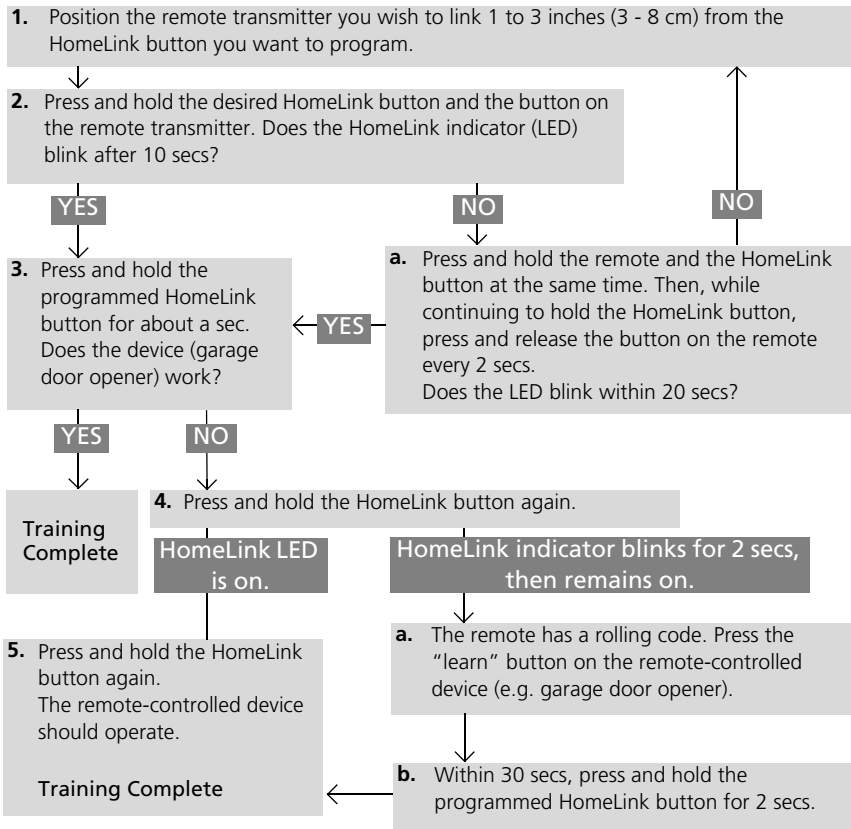 1. Position the remote transmitter you wish to link 1 to 3 inches (3 - 8 cm) from the
HomeLink button you want to program.
2. Press and hold the desired HomeLink button and the button on
the remote transmitter. Does the HomeLink indicator (LED)
blink after 10 secs?
YES
NO
NO
3. Press and hold the
programmed HomeLink
button for about a sec.
Does the device (garage
door opener) work?
YES
a. Press and hold the remote and the HomeLink
button at the same time. Then, while
continuing to hold the HomeLink button,
press and release the button on the remote
every 2 secs.
Does the LED blink within 20 secs?
YES
NO
Training
Complete
4. Press and hold the HomeLink button again.
HomeLink LED
is on.
HomeLink indicator blinks for 2 secs,
then remains on.
5. Press and hold the HomeLink
button again.
The remote-controlled device
should operate.
Training Complete
a. The remote has a rolling code. Press the
“learn” button on the remote-controlled
device (e.g. garage door opener).
b. Within 30 secs, press and hold the
programmed HomeLink button for 2 secs.